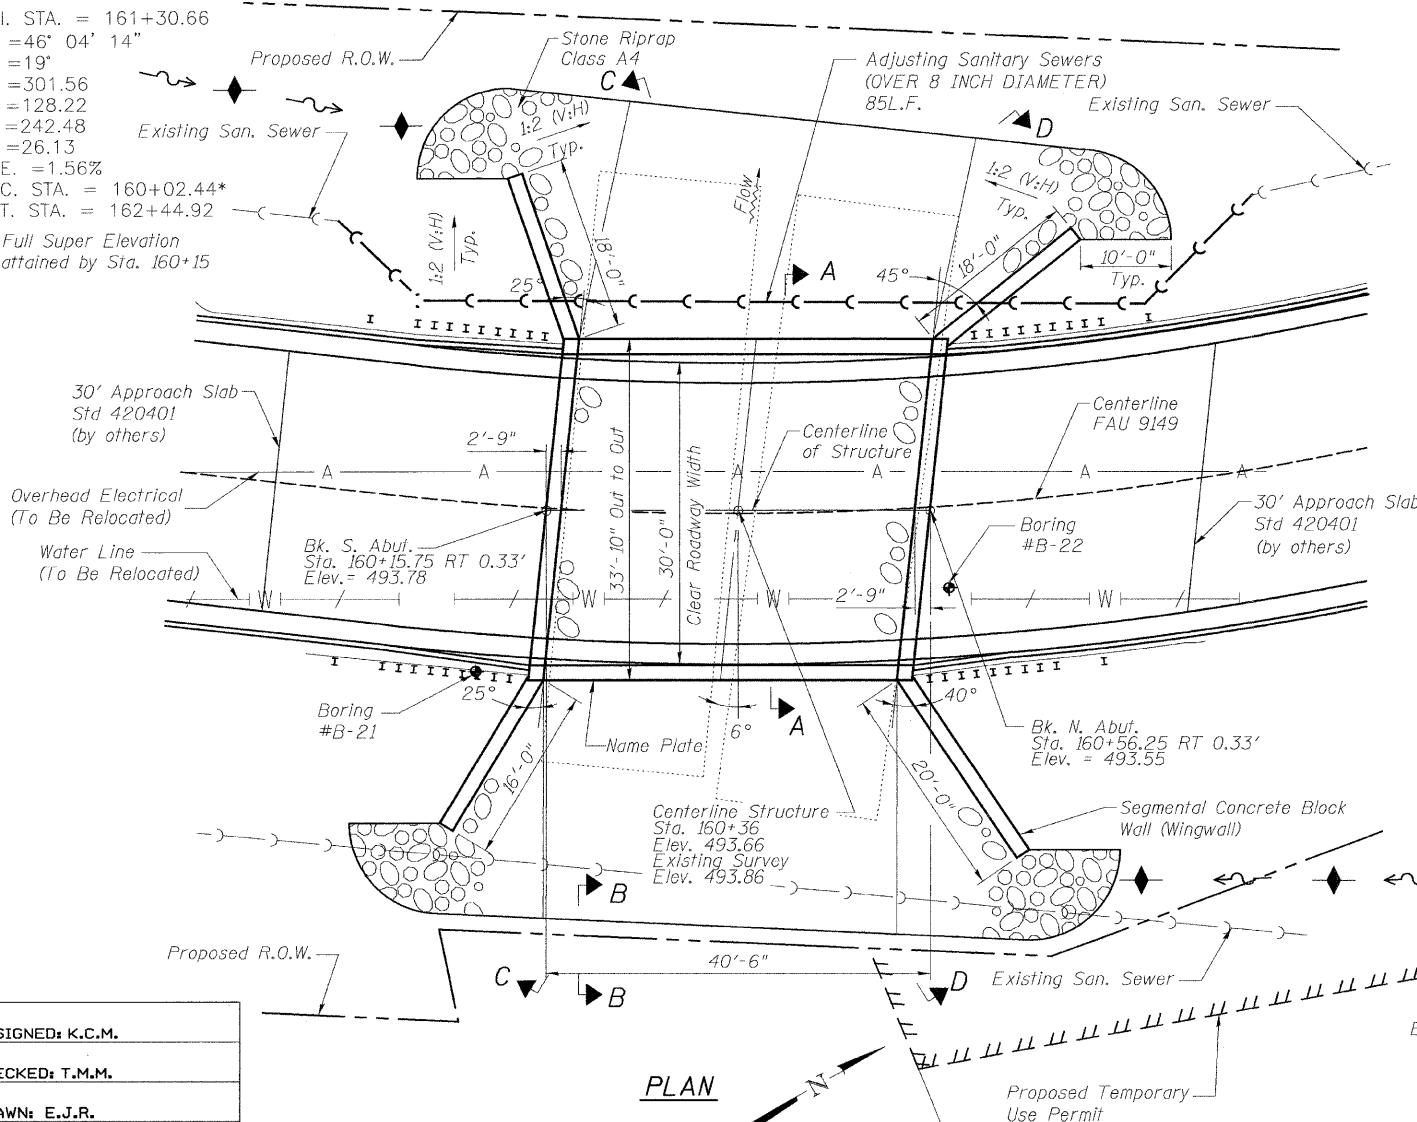 I. STA. = 161+30.66
=46° 04' 14"
=19°
=301.56
=128.22
=242.48
=26.13
E. =1.56%
C. STA. = 160+02.44*
T. STA. = 162+44.92
Full Super Elevation
attained by Sta. 160+15
Proposed R.O.W.
Existing San. Sewer
Stone Riprap
Class A4
C
Adjusting Sanitary Sewers
(OVER 8 INCH DIAMETER)
85L.F.
Existing San. Sewer
D
1:2 (V:H)
Typ.
1:2 (V:H)
Typ.
1:2 (V:H)
Typ.
Flow
18'-0"
18'-0"
10'-0"
Typ.
25°
A
45°
30' Approach Slab
Std 420401
(by others)
2'-9"
33'-10" Out to Out
30'-0"
Clear Roadway Width
Centerline
of Structure
Centerline
FAU 9149
A
A
A
A
A
A
Overhead Electrical
(To Be Relocated)
Water Line
(To Be Relocated)
Bk. S. Abut.
Sta. 160+15.75 RT 0.33'
Elev.= 493.78
Boring
#B-22
30' Approach Slab
Std 420401
(by others)
2'-9"
W
W
W
W
25°
Boring
#B-21
Name Plate
6°
A
40°
16'-0"
20'-0"
Bk. N. Abut.
Sta. 160+56.25 RT 0.33'
Elev. = 493.55
Centerline Structure
Sta. 160+36
Elev. 493.66
Existing Survey
Elev. 493.86
Segmental Concrete Block
Wall (Wingwall)
B
Proposed R.O.W.
40'-6"
C
B
D
Existing San. Sewer
SIGNED: K.C.M.
ECKED: T.M.M.
AWN: E.J.R.
PLAN
N
Proposed Temporary
Use Permit